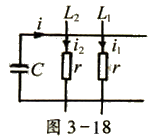 i L₂ L₁
i₂ i₁
C r r
图 3-18